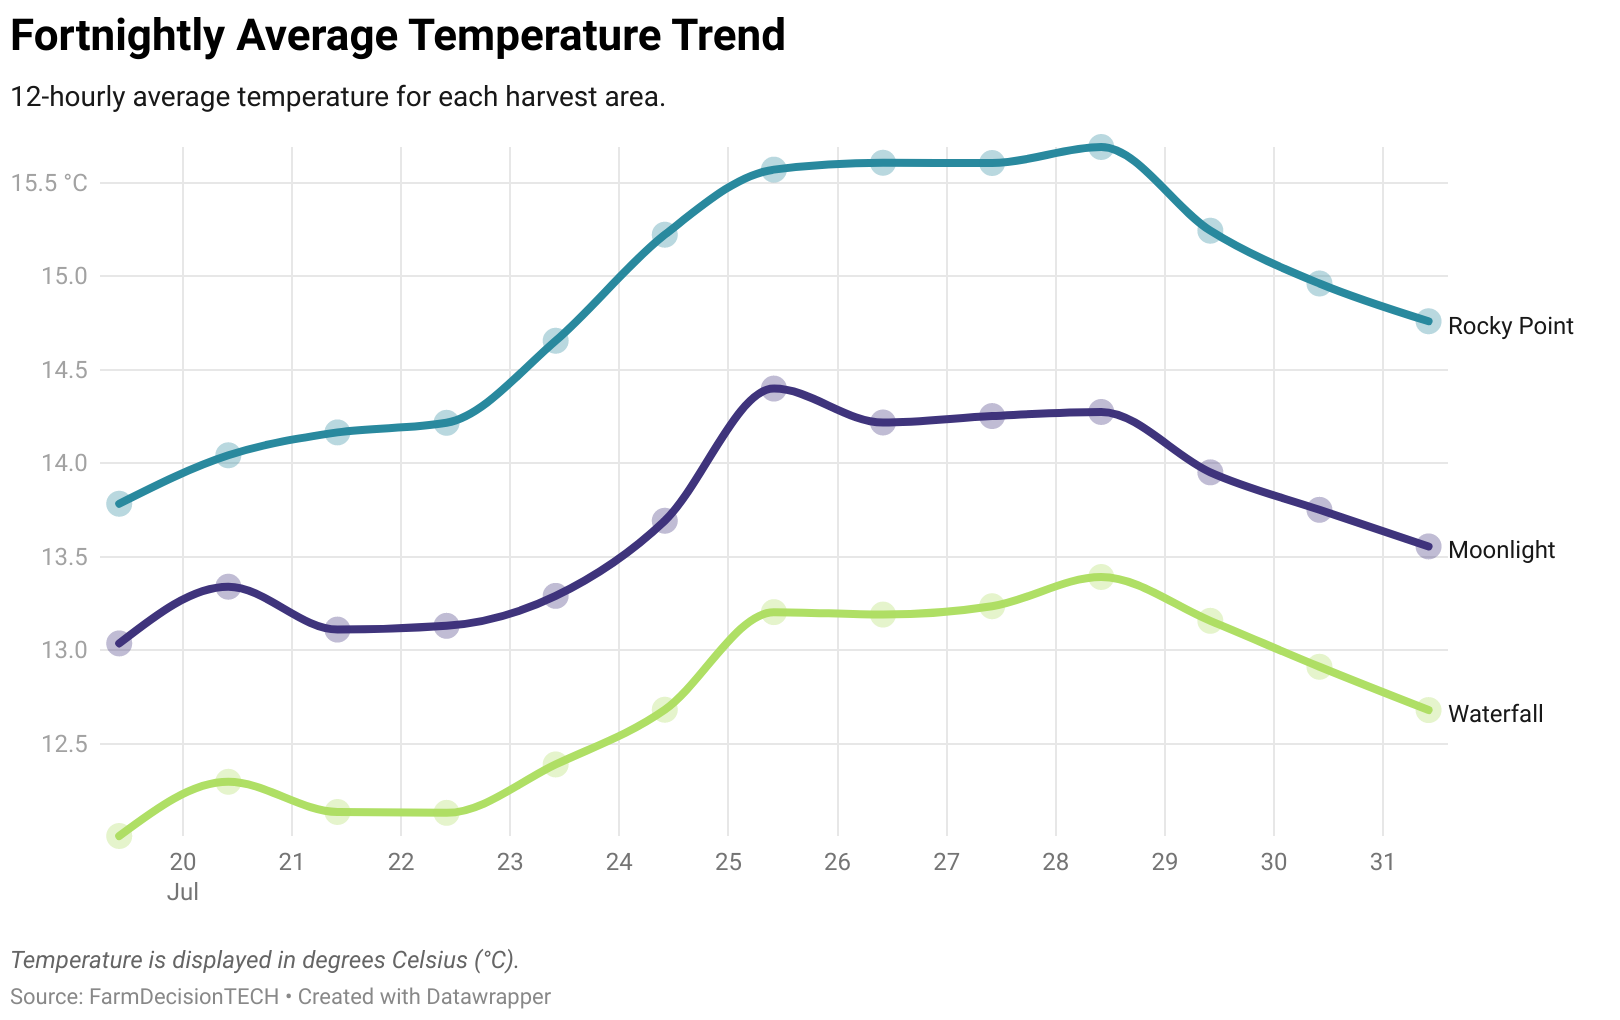 Fortnightly Average Temperature Trend
12-hourly average temperature for each harvest area.
15.5 °C
15.0
14.5
14.0
13.5
13.0
12.5
Rocky Point
Moonlight
Waterfall
20 21 22 23 24 25 26 27 28 29 30 31
Jul
Temperature is displayed in degrees Celsius (°C).
Source: FarmDecisionTECH • Created with Datawrapper